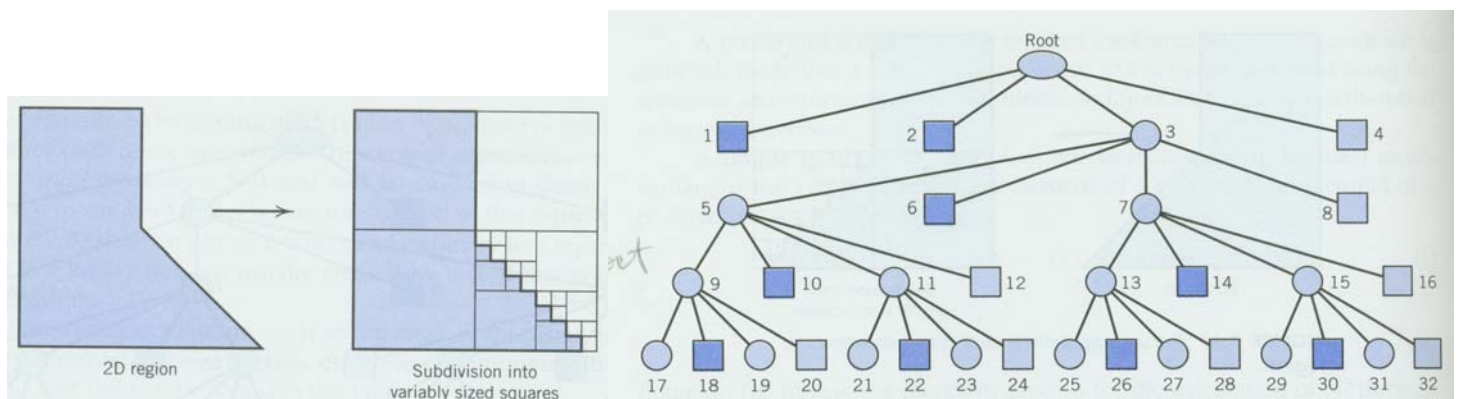 Root
1 2 3 4
5 6 7 8
9 10 11 12 13 14 15 16
17 18 19 20 21 22 23 24 25 26 27 28 29 30 31 32
2D region
Subdivision into
variably sized squares